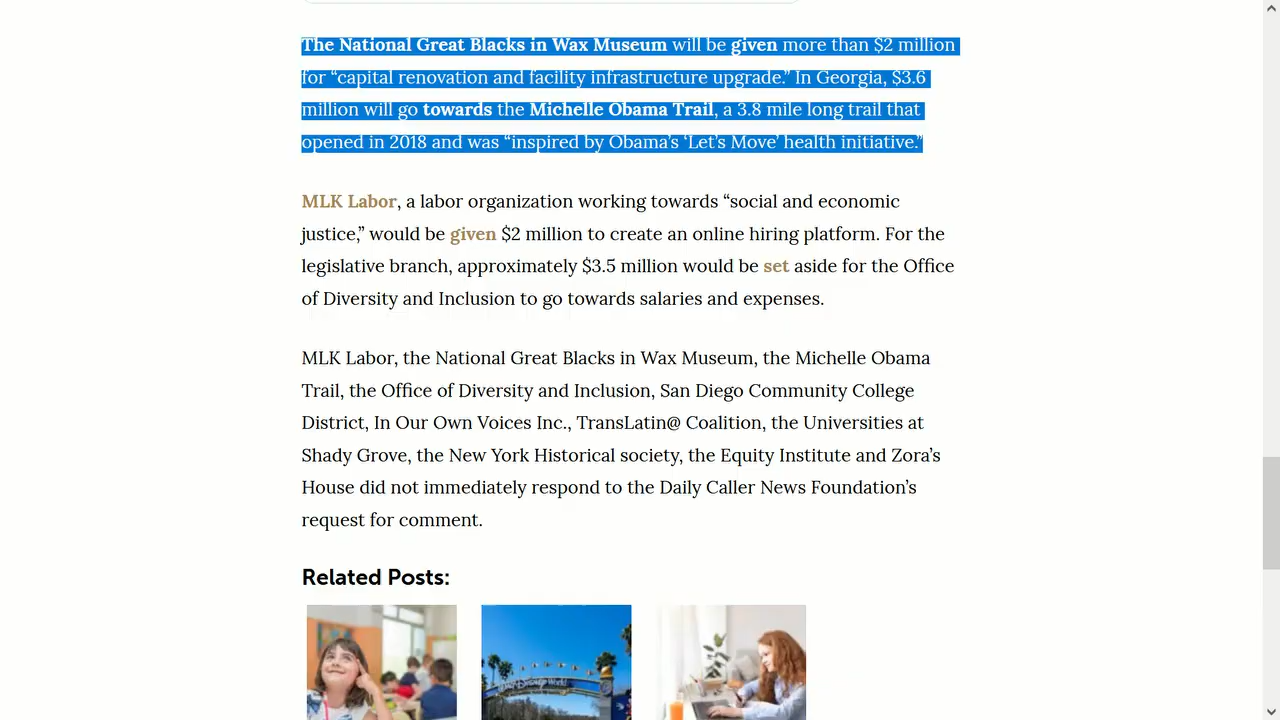 The National Great Blacks in Wax Museum will be given more than $2 million
for “capital renovation and facility infrastructure upgrade.” In Georgia, $3.6
million will go towards the Michelle Obama Trail, a 3.8 mile long trail that
opened in 2018 and was “inspired by Obama’s ‘Let’s Move’ health initiative.”
MLK Labor, a labor organization working towards “social and economic
justice,” would be given $2 million to create an online hiring platform. For the
legislative branch, approximately $3.5 million would be set aside for the Office
of Diversity and Inclusion to go towards salaries and expenses.
MLK Labor, the National Great Blacks in Wax Museum, the Michelle Obama
Trail, the Office of Diversity and Inclusion, San Diego Community College
District, In Our Own Voices Inc., TransLatin@ Coalition, the Universities at
Shady Grove, the New York Historical society, the Equity Institute and Zora’s
House did not immediately respond to the Daily Caller News Foundation’s
request for comment.
Related Posts:
Walt Disney World